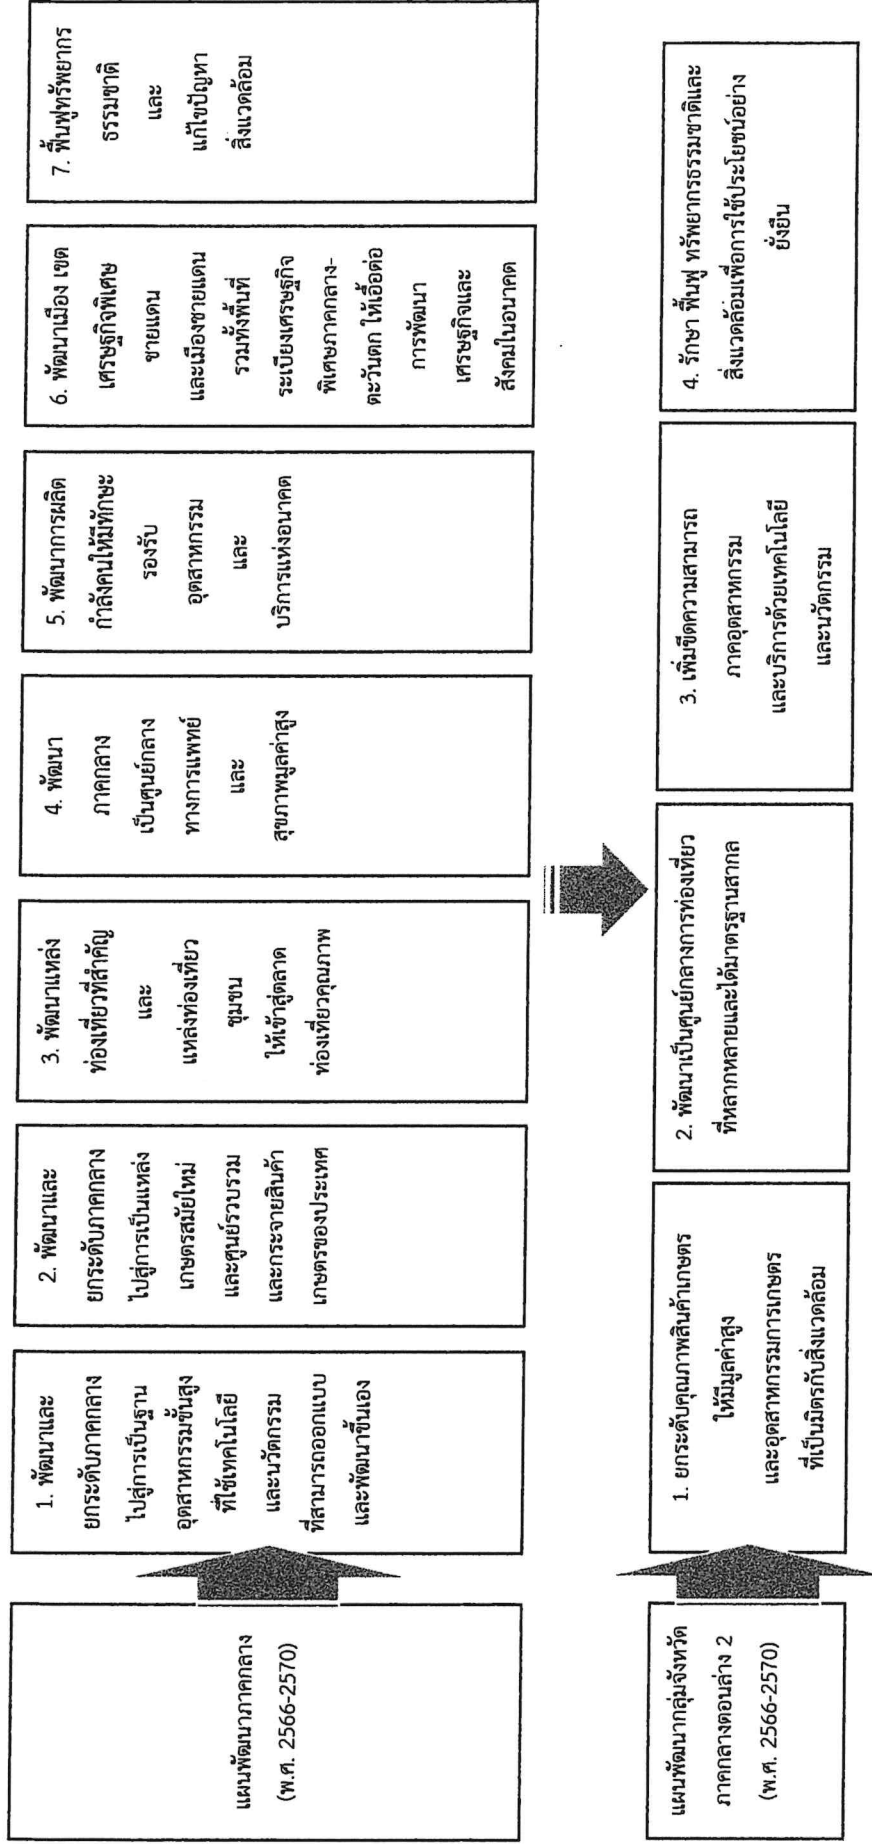 แผนพัฒนาภาคกลาง
(พ.ศ. 2566-2570)
1. พัฒนาและ
ยกระดับภาคกลาง
ไปสู่การเป็นฐาน
อุตสาหกรรมขั้นสูง
ที่ใช้เทคโนโลยี
และนวัตกรรม
ที่สามารถออกแบบ
และพัฒนาขึ้นเอง
2. พัฒนาและ
ยกระดับภาคกลาง
ไปสู่การเป็นแหล่ง
เกษตรสมัยใหม่
และศูนย์รวบรวม
และกระจายสินค้า
เกษตรของประเทศ
3. พัฒนาแหล่ง
ท่องเที่ยวที่สำคัญ
และ
แหล่งท่องเที่ยว
ชุมชน
ให้เข้าสู่ตลาด
ท่องเที่ยวคุณภาพ
4. พัฒนา
ภาคกลาง
เป็นศูนย์กลาง
ทางการแพทย์
และ
สุขภาพมูลค่าสูง
5. พัฒนาการผลิต
กำลังคนให้มีทักษะ
รองรับ
อุตสาหกรรม
และ
บริการแห่งอนาคต
6. พัฒนาเมือง เขต
เศรษฐกิจพิเศษ
ชายแดน
และเมืองชายแดน
รวมทั้งพื้นที่
ระเบียงเศรษฐกิจ
พิเศษภาคกลาง-
ตะวันตก ให้เอื้อต่อ
การพัฒนา
เศรษฐกิจและ
สังคมในอนาคต
7. ฟื้นฟูทรัพยากร
ธรรมชาติ
และ
แก้ไขปัญหา
สิ่งแวดล้อม
แผนพัฒนากลุ่มจังหวัด
ภาคกลางตอนล่าง 2
(พ.ศ. 2566-2570)
1. ยกระดับคุณภาพสินค้าเกษตร
ให้มีมูลค่าสูง
และอุตสาหกรรมการเกษตร
ที่เป็นมิตรกับสิ่งแวดล้อม
2. พัฒนาเป็นศูนย์กลางการท่องเที่ยว
ที่หลากหลายและได้มาตรฐานสากล
3. เพิ่มขีดความสามารถ
ภาคอุตสาหกรรม
และบริการด้วยเทคโนโลยี
และนวัตกรรม
4. รักษา ฟื้นฟู ทรัพยากรธรรมชาติและ
สิ่งแวดล้อมเพื่อการใช้ประโยชน์อย่าง
ยั่งยืน